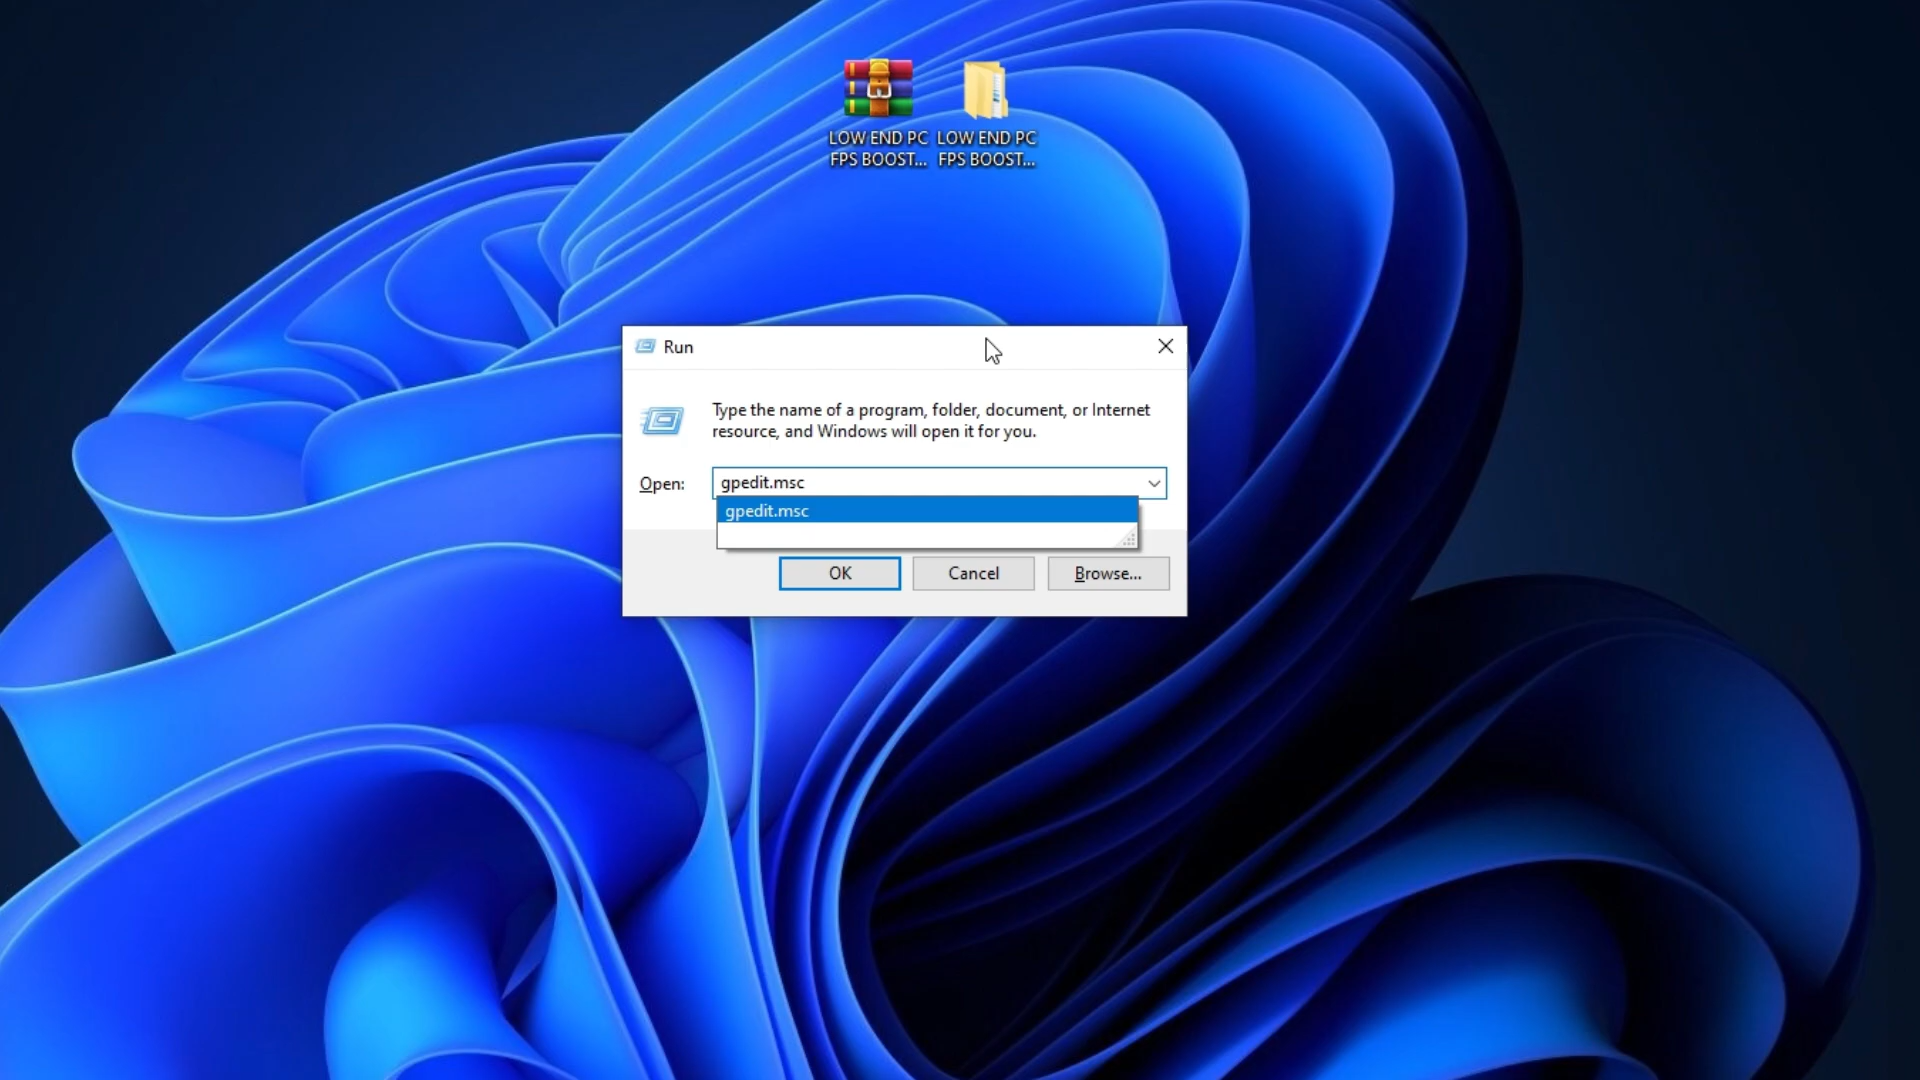 LOW END PC
FPS BOOST...
LOW END PC
FPS BOOST...
Run
Type the name of a program, folder, document, or Internet
resource, and Windows will open it for you.
Open:
gpedit.msc
gpedit.msc
OK
Cancel
Browse...